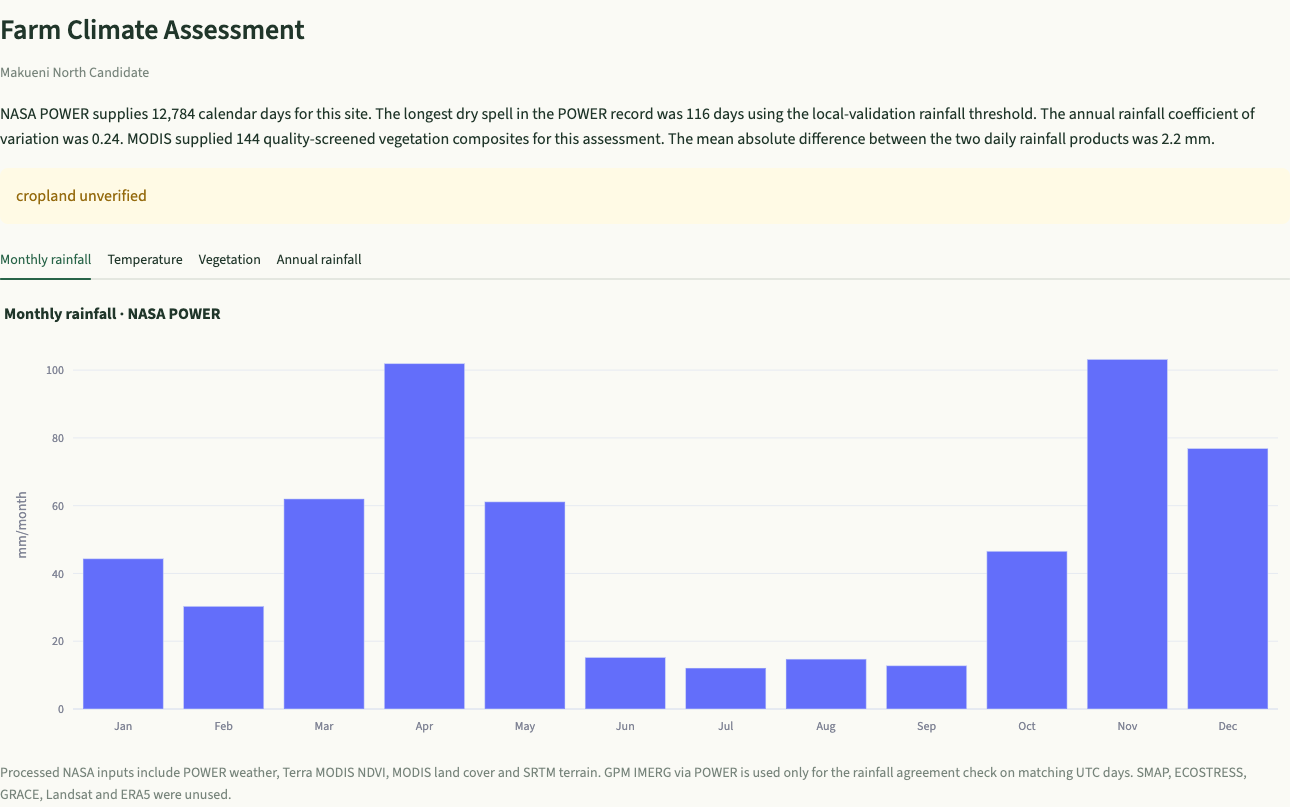 Farm Climate Assessment
Makueni North Candidate
NASA POWER supplies 12,784 calendar days for this site. The longest dry spell in the POWER record was 116 days using the local-validation rainfall threshold. The annual rainfall coefficient of
variation was 0.24. MODIS supplied 144 quality-screened vegetation composites for this assessment. The mean absolute difference between the two daily rainfall products was 2.2 mm.
cropland unverified
Monthly rainfall Temperature Vegetation Annual rainfall
Monthly rainfall · NASA POWER
100
80
60
40
20
0
mm/month
Jan Feb Mar Apr May Jun Jul Aug Sep Oct Nov Dec
Processed NASA inputs include POWER weather, Terra MODIS NDVI, MODIS land cover and SRTM terrain. GPM IMERG via POWER is used only for the rainfall agreement check on matching UTC days. SMAP, ECOSTRESS,
GRACE, Landsat and ERA5 were unused.